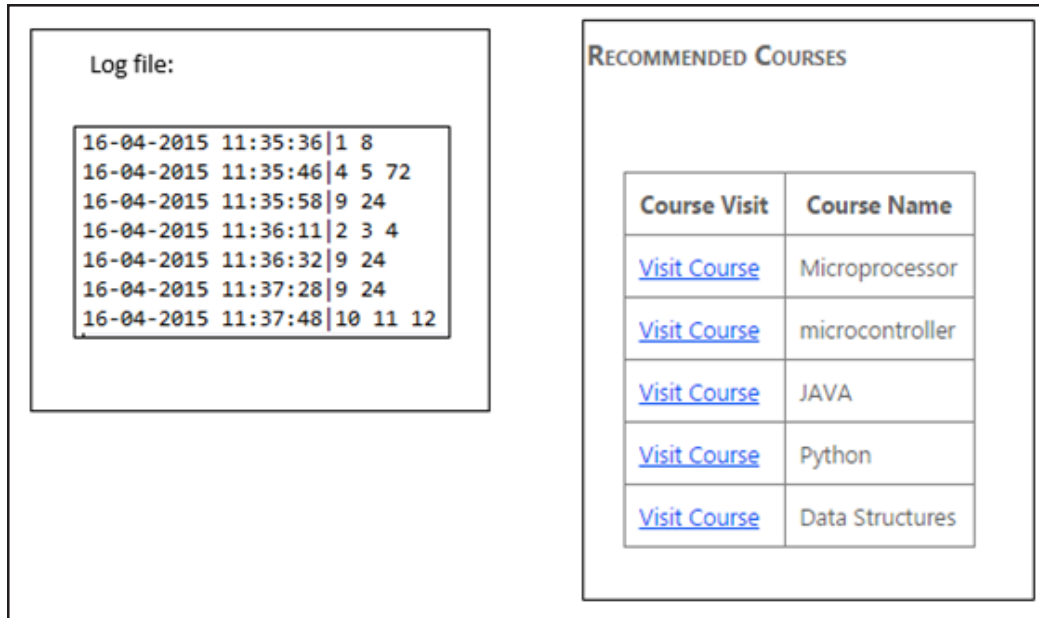 Log file:
16-04-2015 11:35:36|1 8
16-04-2015 11:35:46|4 5 72
16-04-2015 11:35:58|9 24
16-04-2015 11:36:11|2 3 4
16-04-2015 11:36:32|9 24
16-04-2015 11:37:28|9 24
16-04-2015 11:37:48|10 11 12
RECOMMENDED COURSES
Course Visit Course Name
Visit Course Microprocessor
Visit Course microcontroller
Visit Course JAVA
Visit Course Python
Visit Course Data Structures